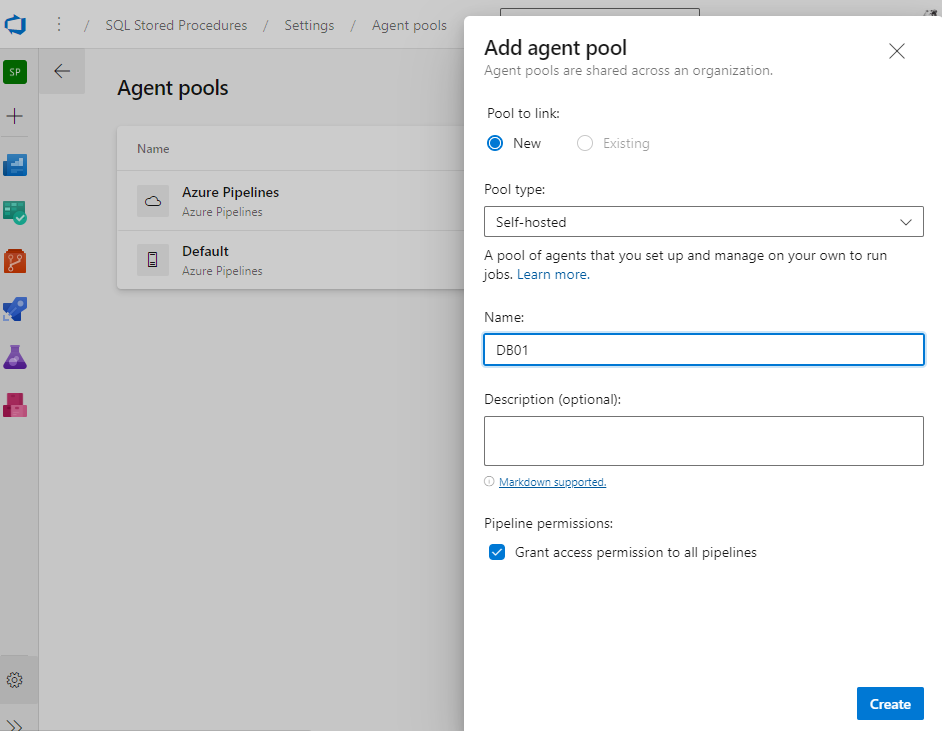 / SQL Stored Procedures / Settings / Agent pools
SP
Agent pools
Name
Azure Pipelines
Azure Pipelines
Default
Azure Pipelines
Add agent pool
Agent pools are shared across an organization.
Pool to link:
New Existing
Pool type:
Self-hosted
A pool of agents that you set up and manage on your own to run
jobs. Learn more.
Name:
DB01
Description (optional):
Markdown supported.
Pipeline permissions:
Grant access permission to all pipelines
Create